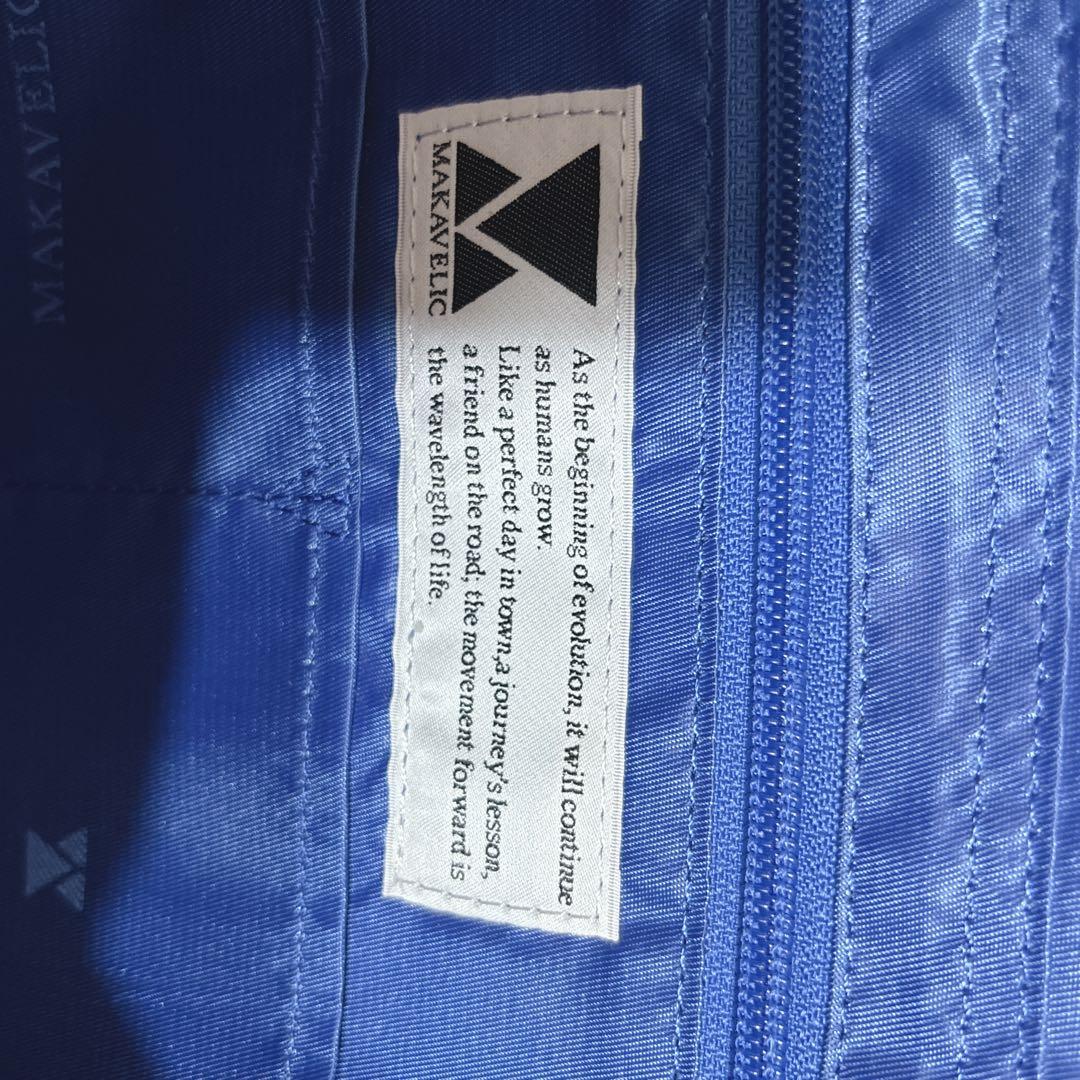 MAKAVELIC
As the beginning of evolution, it will continue
as humans grow.
Like a perfect day in town,a journey's lesson,
a friend on the road; the movement forward is
the wavelength of life.
MAKAVELIC